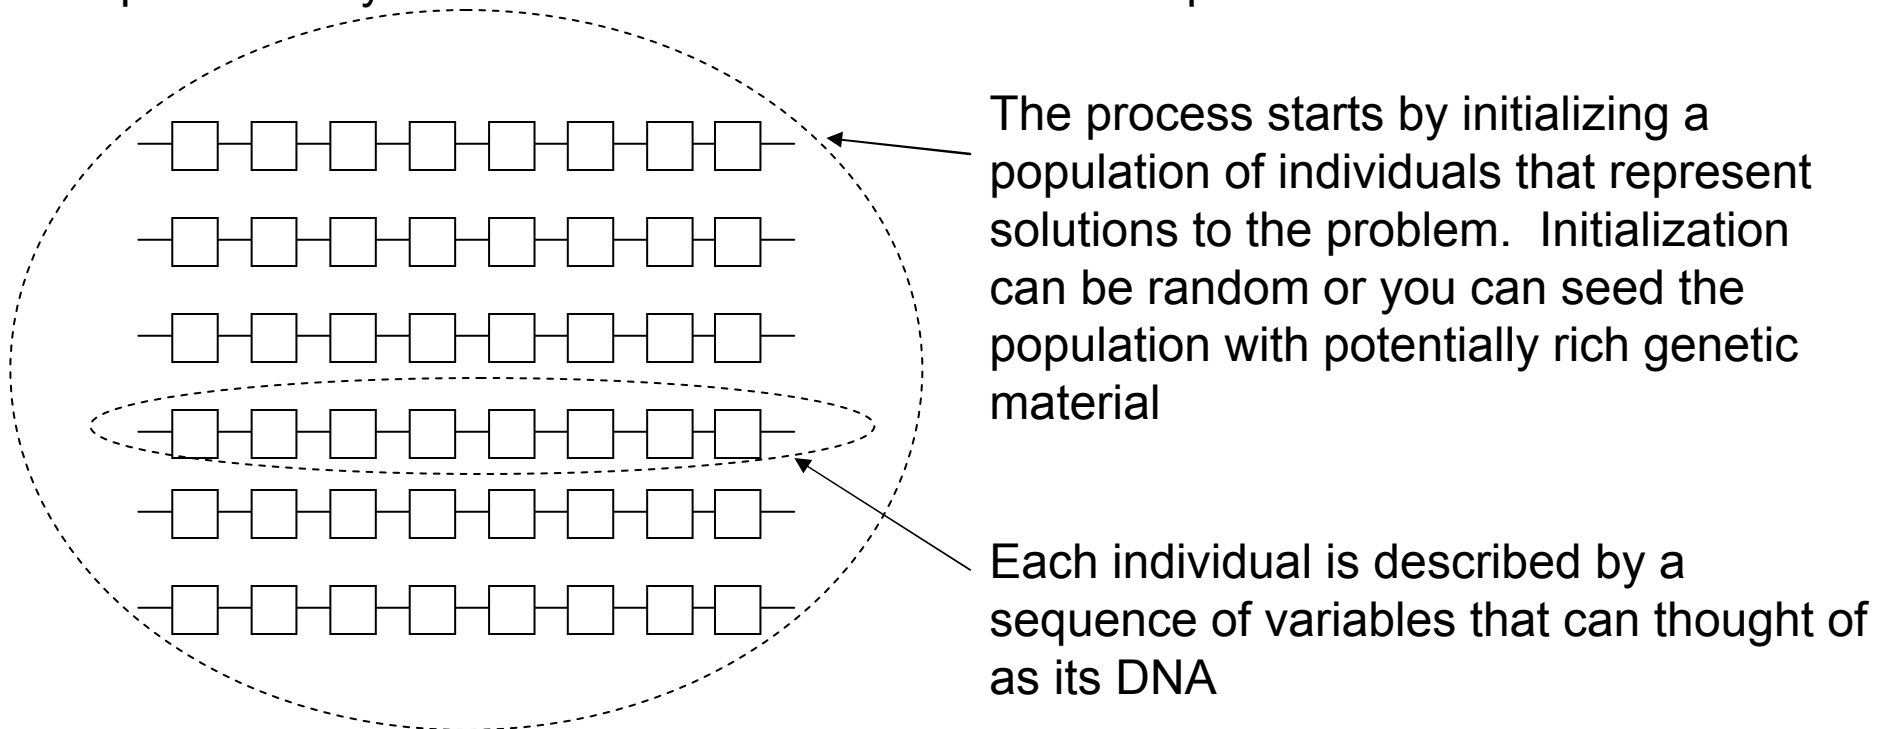 The process starts by initializing a
population of individuals that represent
solutions to the problem.  Initialization
can be random or you can seed the
population with potentially rich genetic
material
Each individual is described by a
sequence of variables that can thought of
as its DNA